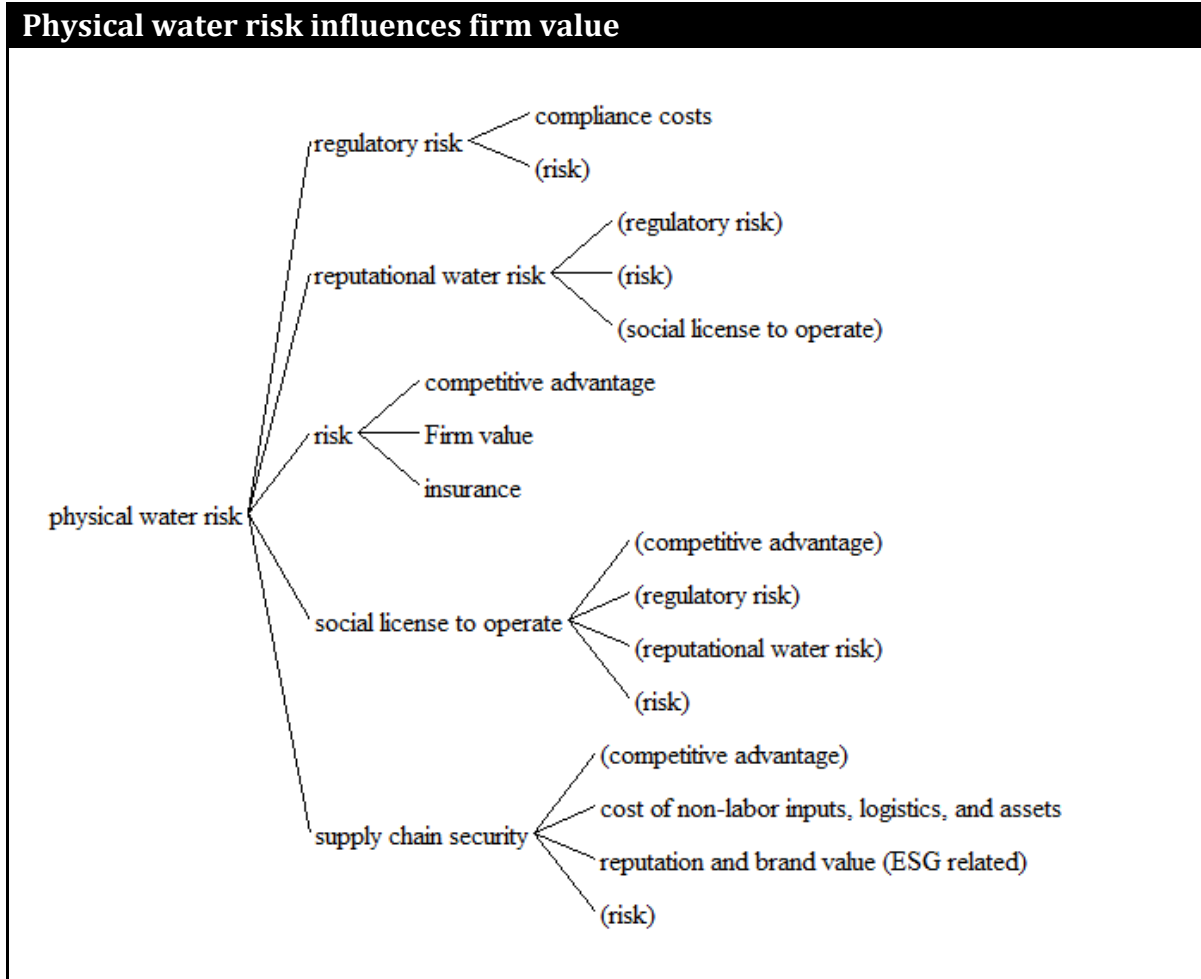 Physical water risk influences firm value
physical water risk
regulatory risk
compliance costs
(risk)
reputational water risk
(regulatory risk)
(risk)
(social license to operate)
risk
competitive advantage
Firm value
insurance
social license to operate
(competitive advantage)
(regulatory risk)
(reputational water risk)
(risk)
supply chain security
(competitive advantage)
cost of non-labor inputs, logistics, and assets
reputation and brand value (ESG related)
(risk)